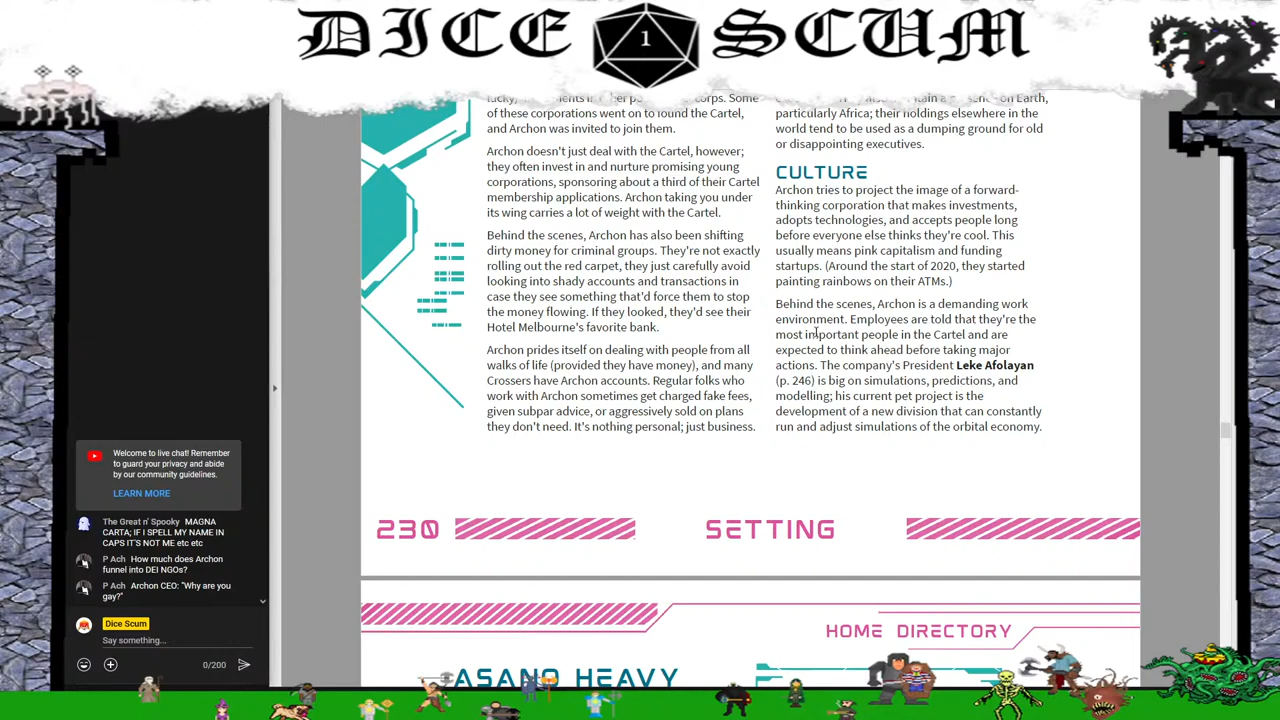 DICE 1 SCUM
of these corporations went on to found the Cartel,
and Archon was invited to join them.
Archon doesn't just deal with the Cartel, however;
they often invest in and nurture promising young
corporations, sponsoring about a third of their Cartel
membership applications. Archon taking you under
its wing carries a lot of weight with the Cartel.
Behind the scenes, Archon has also been shifting
dirty money for criminal groups. They're not exactly
rolling out the red carpet, they just carefully avoid
looking into shady accounts and transactions in
case they see something that'd force them to stop
the money flowing. If they looked, they'd see their
Hotel Melbourne's favorite bank.
Archon prides itself on dealing with people from all
walks of life (provided they have money), and many
Crossers have Archon accounts. Regular folks who
work with Archon sometimes get charged fake fees,
given subpar advice, or aggressively sold on plans
they don't need. It's nothing personal; just business.
on Earth,
particularly Africa; their holdings elsewhere in the
world tend to be used as a dumping ground for old
or disappointing executives.
CULTURE
Archon tries to project the image of a forward-
thinking corporation that makes investments,
adopts technologies, and accepts people long
before everyone else thinks they're cool. This
usually means pink capitalism and funding
startups. (Around the start of 2020, they started
painting rainbows on their ATMs.)
Behind the scenes, Archon is a demanding work
environment. Employees are told that they're the
most important people in the Cartel and are
expected to think ahead before taking major
actions. The company's President Leke Afolayan
(p. 246) is big on simulations, predictions, and
modelling; his current pet project is the
development of a new division that can constantly
run and adjust simulations of the orbital economy.
230
SETTING
HOME DIRECTORY
ASANO HEAVY
Welcome to live chat! Remember
to guard your privacy and abide
by our community guidelines.
LEARN MORE
The Great n' Spooky MAGNA
CARTA; IF I SPELL MY NAME IN
CAPS IT'S NOT ME etc etc
P Ach How much does Archon
funnel into DEI NGOs?
P Ach Archon CEO: "Why are you
gay?"
Dice Scum
Say something...
0/200